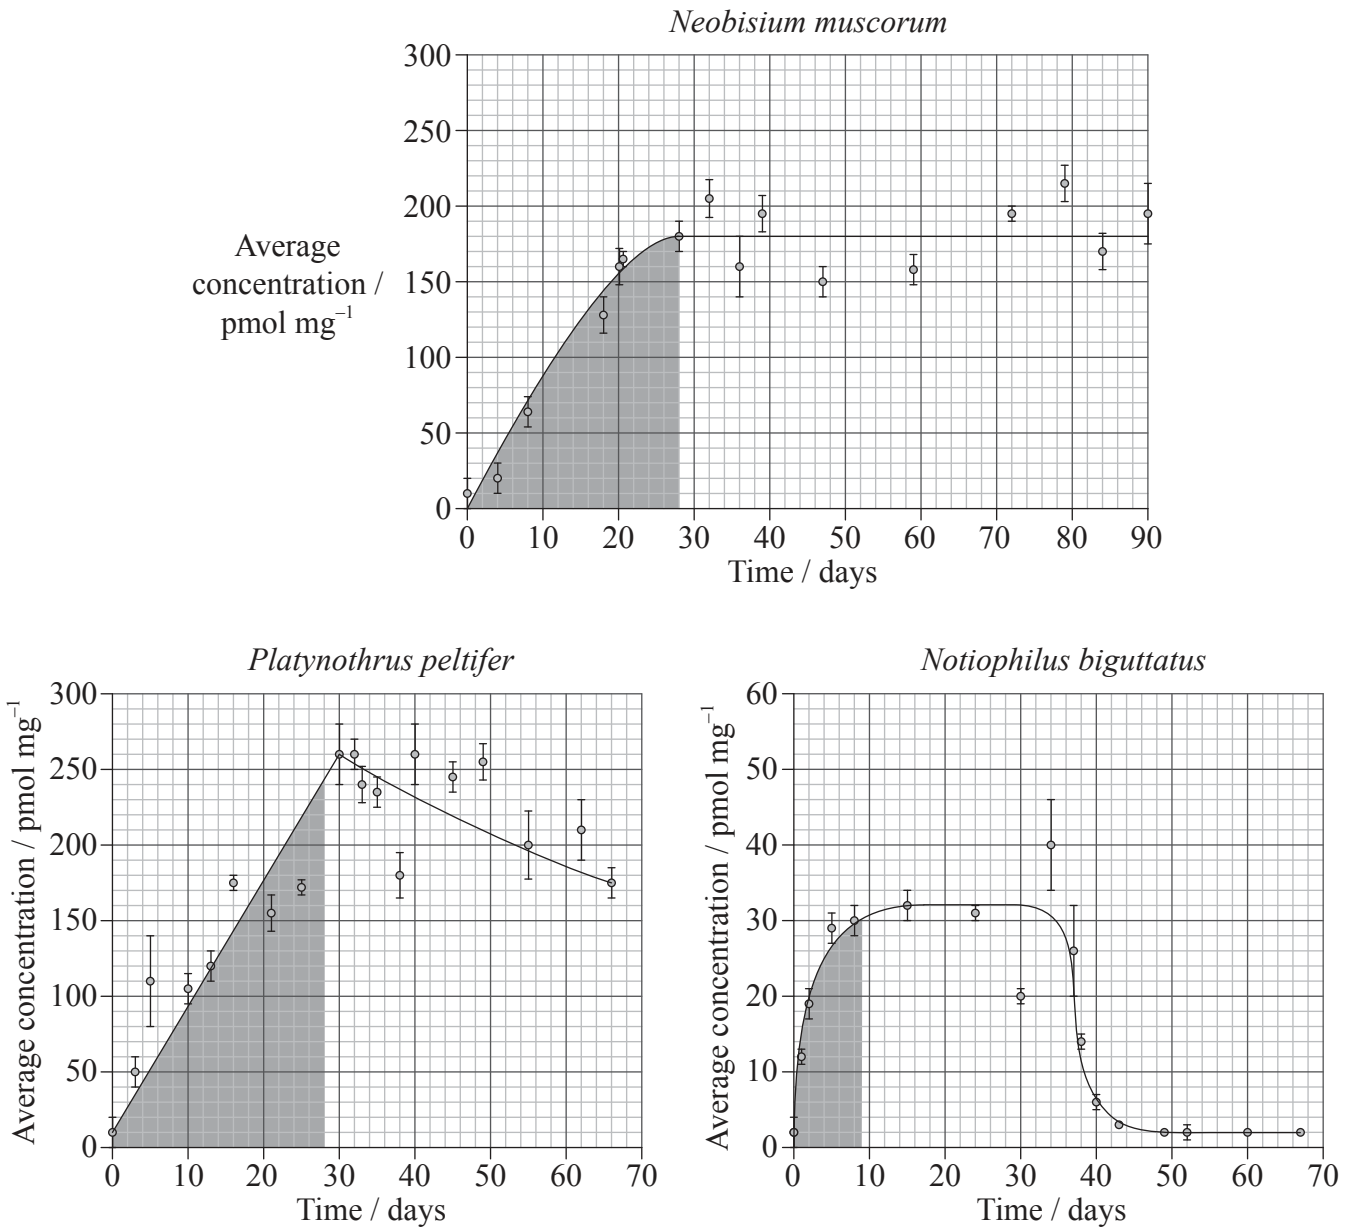 Neobisium muscorum
300
250
200
150
100
50
0
Average
concentration /
pmol mg⁻¹
0 10 20 30 40 50 60 70 80 90
Time / days
Platynothrus peltifer
Average concentration / pmol mg⁻¹
300
250
200
150
100
50
0
0 10 20 30 40 50 60 70
Time / days
Notiophilus biguttatus
Average concentration / pmol mg⁻¹
60
50
40
30
20
10
0
0 10 20 30 40 50 60 70
Time / days